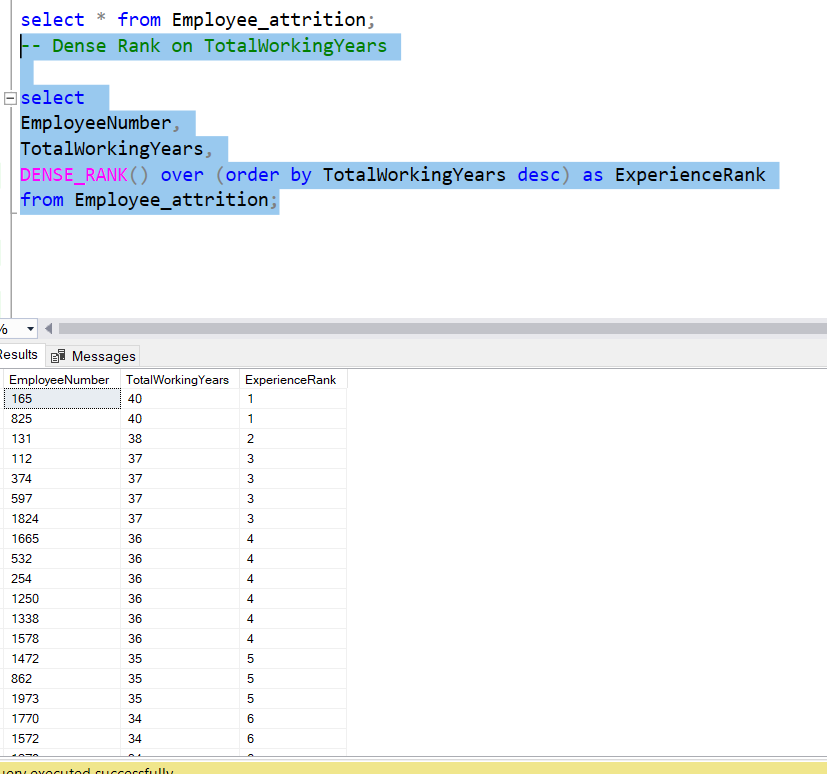 select * from Employee_attrition;
-- Dense Rank on TotalWorkingYears
select
EmployeeNumber,
TotalWorkingYears,
DENSE_RANK() over (order by TotalWorkingYears desc) as ExperienceRank
from Employee_attrition;
%
Results Messages
EmployeeNumber TotalWorkingYears ExperienceRank
165 40 1
825 40 1
131 38 2
112 37 3
374 37 3
597 37 3
1824 37 3
1665 36 4
532 36 4
254 36 4
1250 36 4
1338 36 4
1578 36 4
1472 35 5
862 35 5
1973 35 5
1770 34 6
1572 34 6
executed successfully